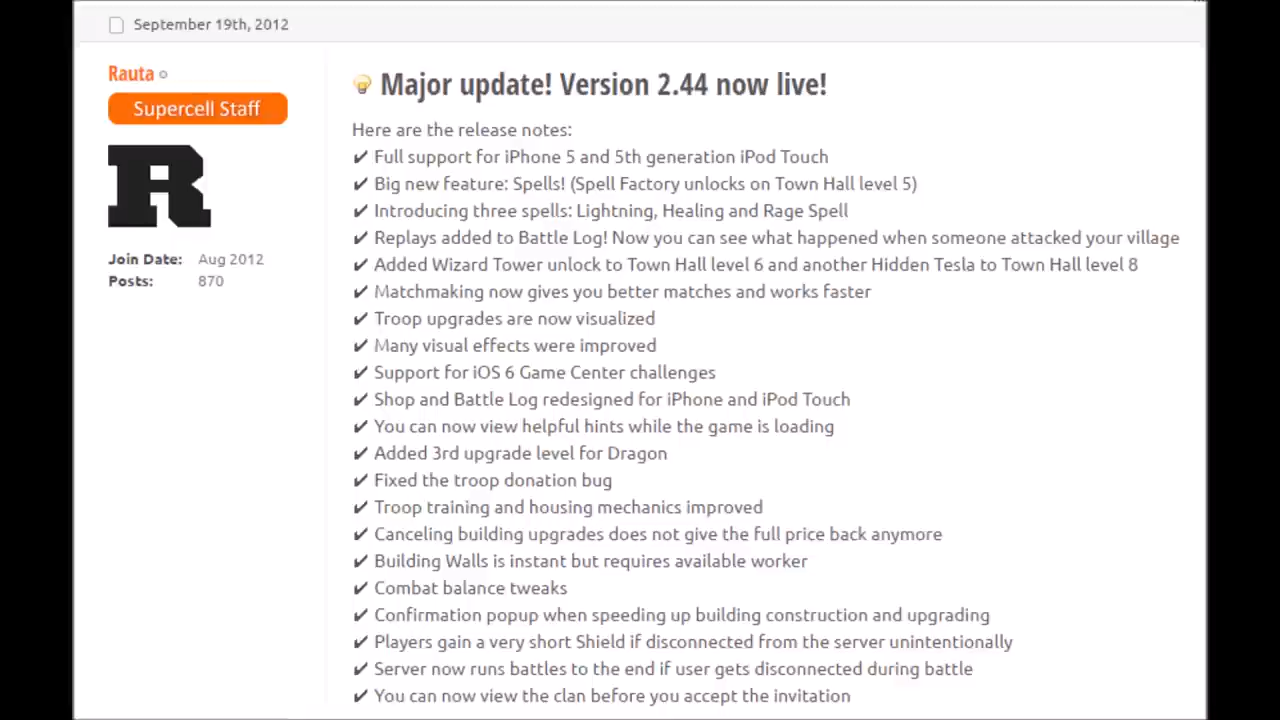 September 19th, 2012
Rauta
Supercell Staff
R
Join Date: Aug 2012
Posts: 870
Major update! Version 2.44 now live!
Here are the release notes:
✔ Full support for iPhone 5 and 5th generation iPod Touch
✔ Big new feature: Spells! (Spell Factory unlocks on Town Hall level 5)
✔ Introducing three spells: Lightning, Healing and Rage Spell
✔ Replays added to Battle Log! Now you can see what happened when someone attacked your village
✔ Added Wizard Tower unlock to Town Hall level 6 and another Hidden Tesla to Town Hall level 8
✔ Matchmaking now gives you better matches and works faster
✔ Troop upgrades are now visualized
✔ Many visual effects were improved
✔ Support for iOS 6 Game Center challenges
✔ Shop and Battle Log redesigned for iPhone and iPod Touch
✔ You can now view helpful hints while the game is loading
✔ Added 3rd upgrade level for Dragon
✔ Fixed the troop donation bug
✔ Troop training and housing mechanics improved
✔ Canceling building upgrades does not give the full price back anymore
✔ Building Walls is instant but requires available worker
✔ Combat balance tweaks
✔ Confirmation popup when speeding up building construction and upgrading
✔ Players gain a very short Shield if disconnected from the server unintentionally
✔ Server now runs battles to the end if user gets disconnected during battle
✔ You can now view the clan before you accept the invitation